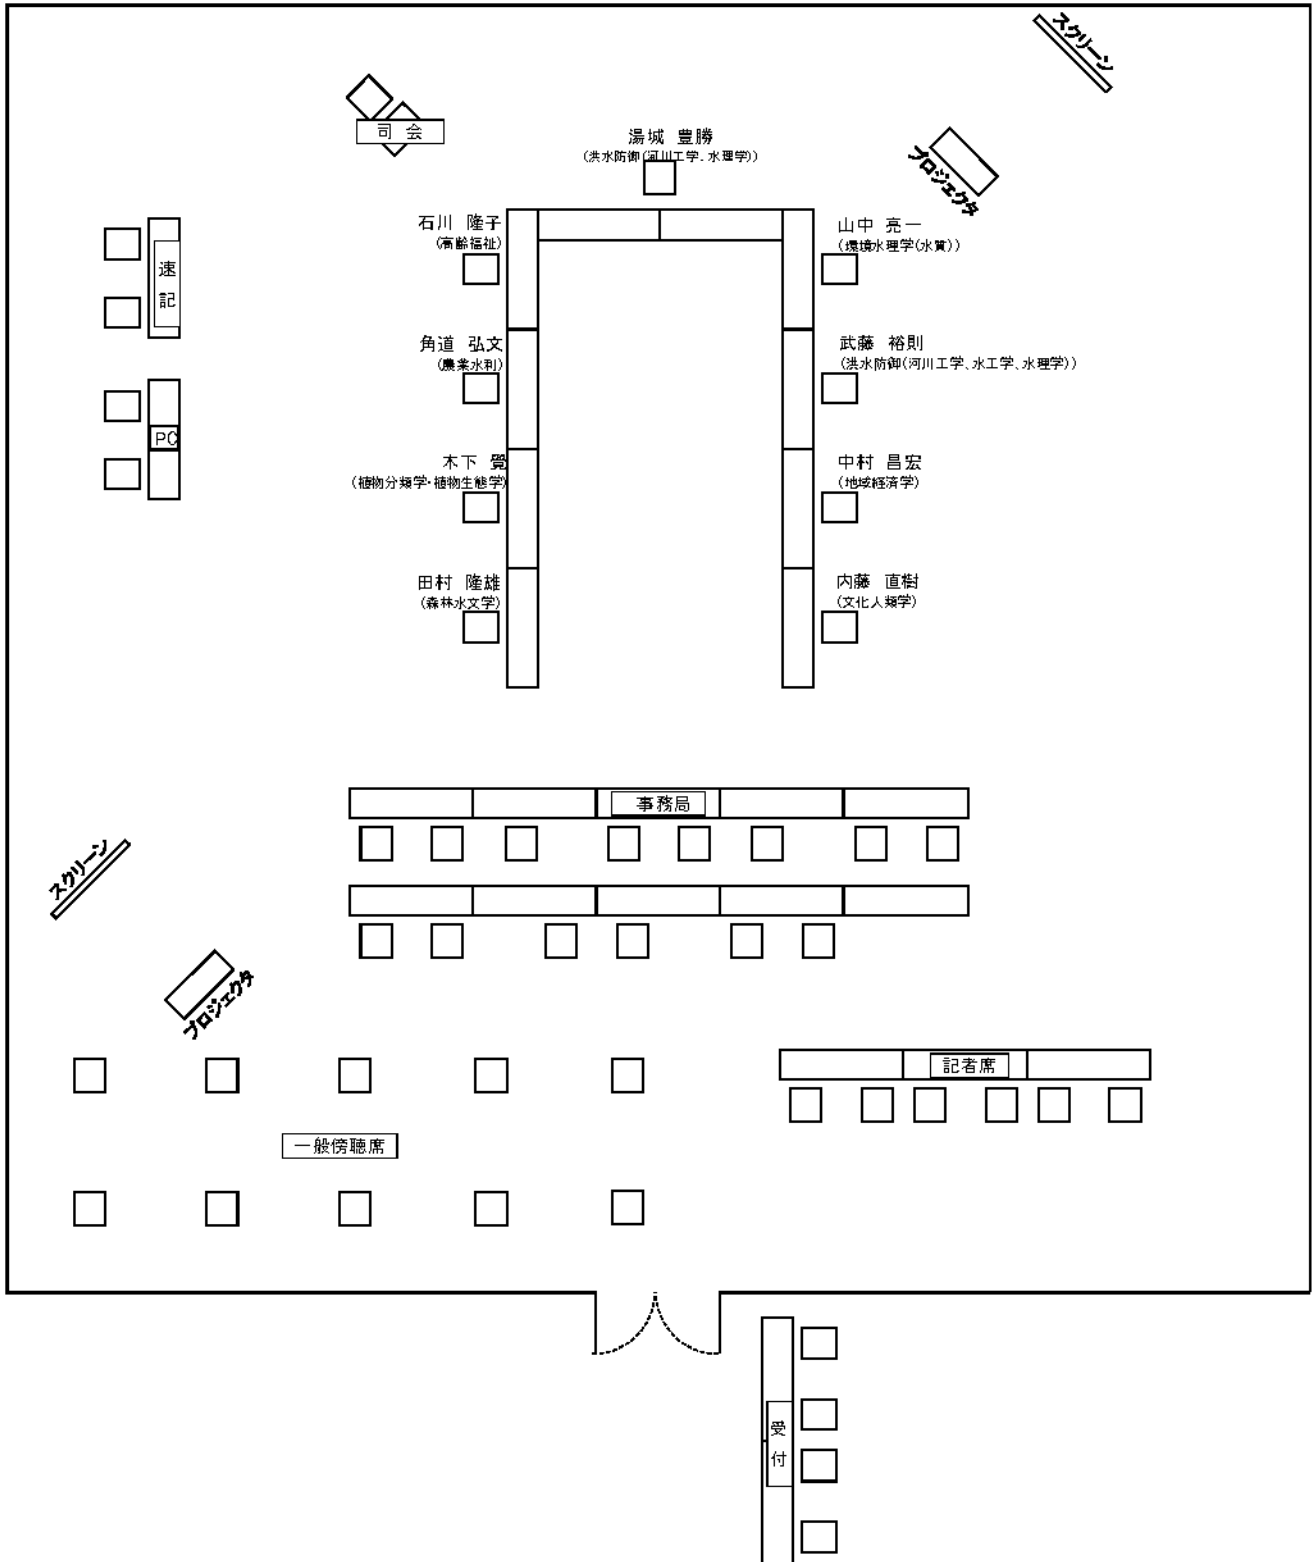 スクリーン
司 会
湯城 豊勝
(洪水防御(河川工学、水理学))
プロジェクタ
石川 隆子
(高齢福祉)
山中 亮一
(環境水理学(水質))
速
記
角道 弘文
(農業水利)
武藤 裕則
(洪水防御(河川工学、水工学、水理学))
PC
木下 覺
(植物分類学・植物生態学)
中村 昌宏
(地域経済学)
田村 隆雄
(森林水文学)
内藤 直樹
(文化人類学)
事務局
スクリーン
プロジェクタ
記者席
一般傍聴席
受
付